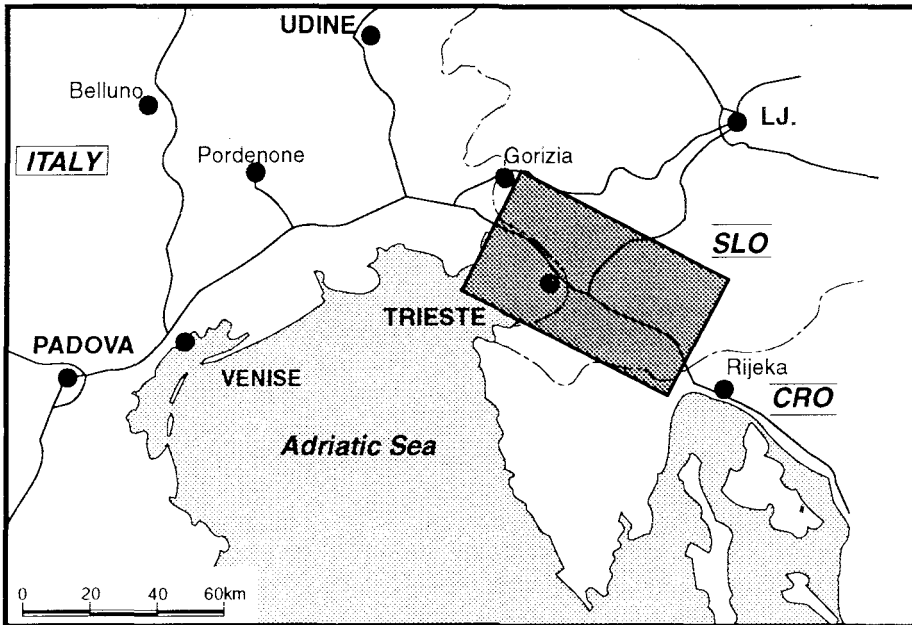 UDINE
Belluno
LJ.
ITALY
Pordenone
Gorizia
SLO
TRIESTE
PADOVA
VENISE
Rijeka
CRO
Adriatic Sea
0 20 40 60km